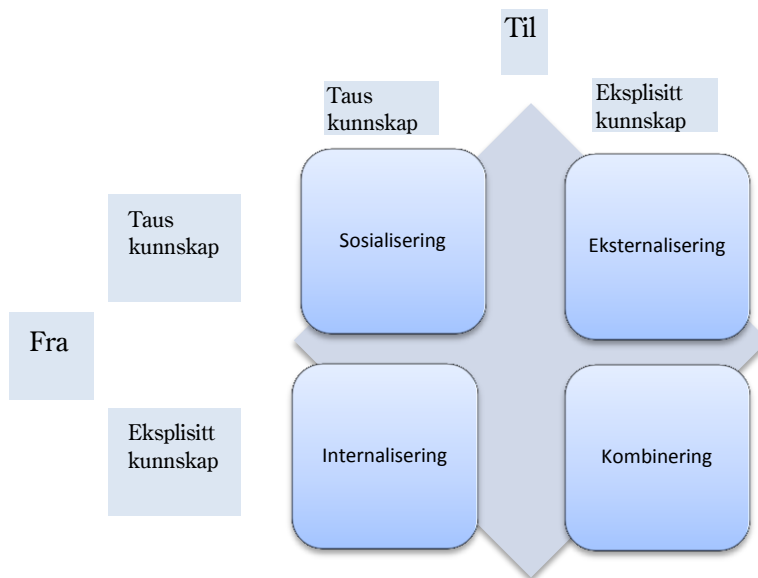 Til
Taus
kunnskap
Eksplisitt
kunnskap
Taus
kunnskap
Sosialisering
Eksternalisering
Fra
Eksplisitt
kunnskap
Internalisering
Kombinering